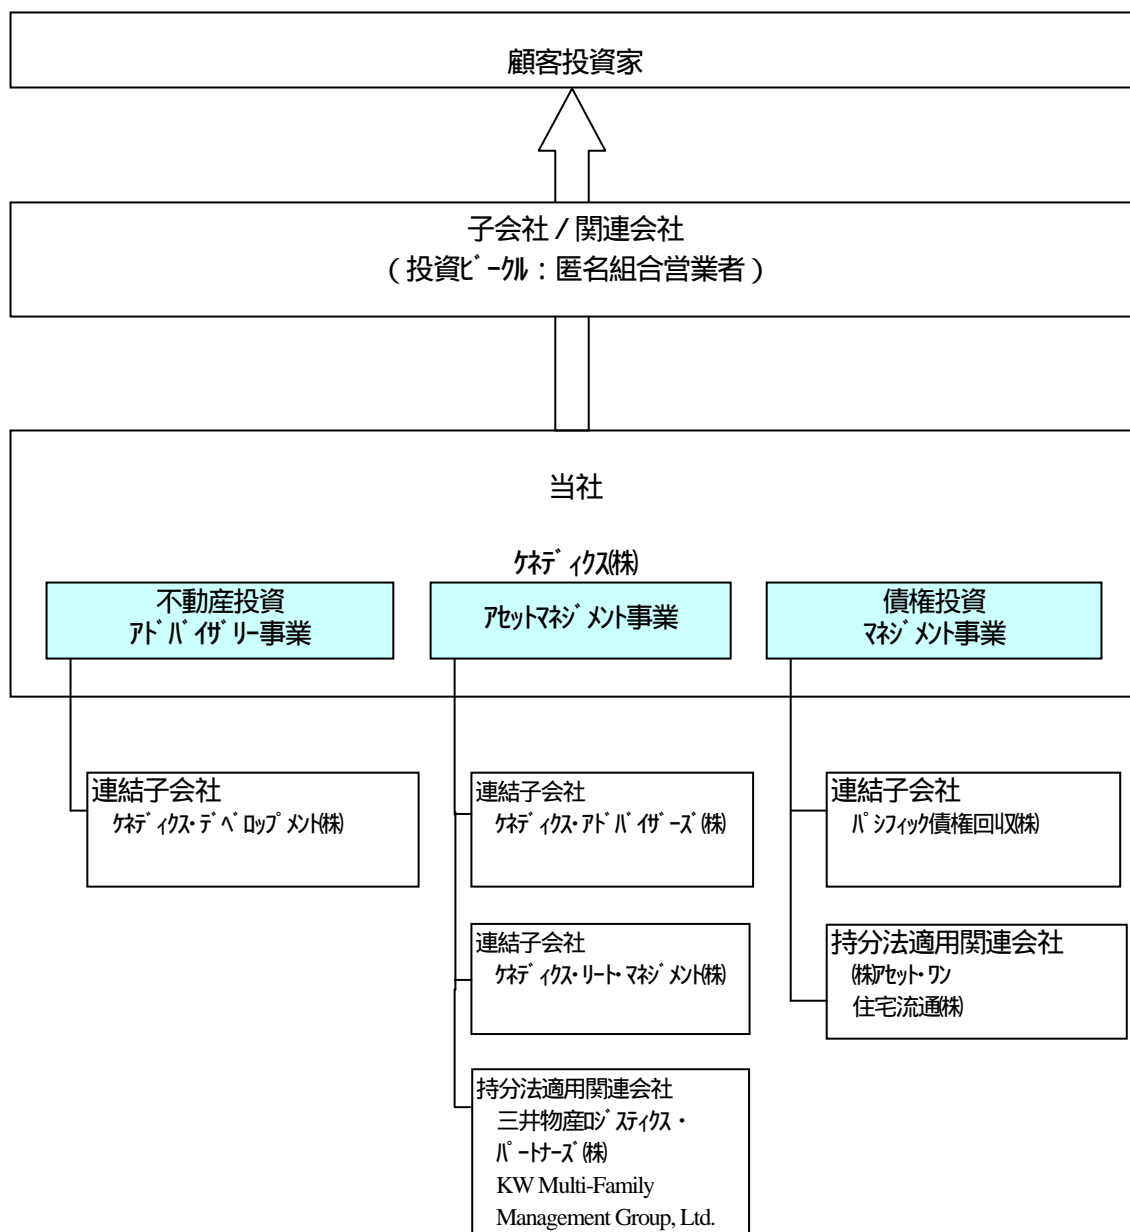 顧客投資家
子会社 / 関連会社
（投資ﾋﾞｰｸﾙ：匿名組合営業者）
当社
ｹﾈﾃﾞｨｸｽ㈱
不動産投資
ｱﾄﾞﾊﾞｲｻﾞﾘｰ事業
ｱｾｯﾄﾏﾈｼﾞﾒﾝﾄ事業
債権投資
ﾏﾈｼﾞﾒﾝﾄ事業
連結子会社
ｹﾈﾃﾞｨｸｽ･ﾃﾞﾍﾞﾛｯﾌﾟﾒﾝﾄ㈱
連結子会社
ｹﾈﾃﾞｨｸｽ･ｱﾄﾞﾊﾞｲｻﾞｰｽﾞ㈱
連結子会社
ﾊﾟｼﾌｨｯｸ債権回収㈱
連結子会社
ｹﾈﾃﾞｨｸｽ･ﾘｰﾄ･ﾏﾈｼﾞﾒﾝﾄ㈱
持分法適用関連会社
㈱ｱｾｯﾄ･ﾜﾝ
住宅流通㈱
持分法適用関連会社
三井物産ﾛｼﾞｽﾃｨｸｽ・
ﾊﾟｰﾄﾅｰｽﾞ㈱
KW Multi-Family
Management Group, Ltd.